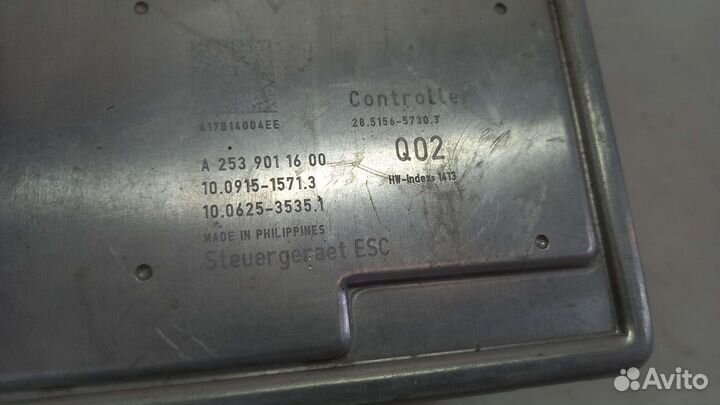 417B14004EE
Controller
28.5156-5730.3
A 253 901 16 00
Q02
10.0915-1571.3
HW-Index: 1413
10.0625-3535.1
MADE IN PHILIPPINES
Steuergeraet ESC
Avito